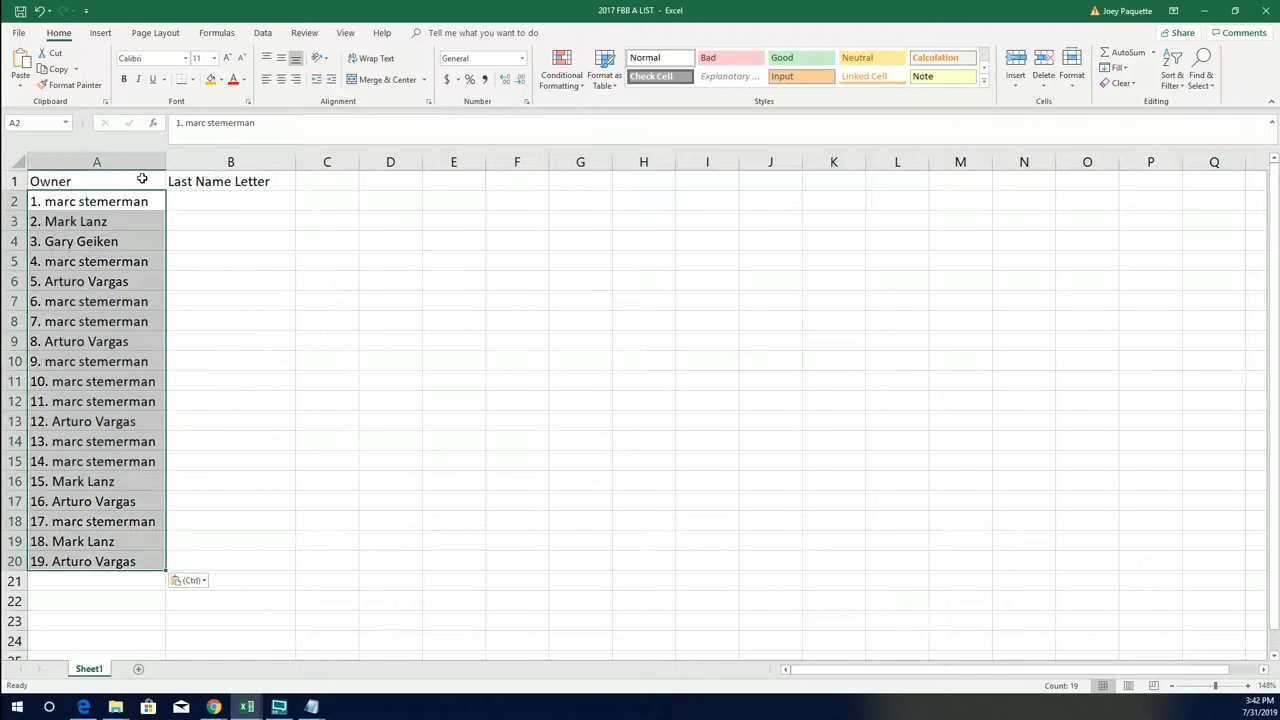 2017 FBB A LIST - Excel
Joey Paquette
File Home Insert Page Layout Formulas Data Review View Help Tell me what you want to do
Share Comments
Paste
Cut
Copy
Format Painter
Clipboard
Calibri 11
B I U
Font
Wrap Text
Merge & Center
Alignment
General
$ % ,
Number
Conditional Formatting
Format as Table
Normal Bad Good Neutral Calculation
Check Cell Explanatory ... Input Linked Cell Note
Styles
Insert Delete Format
Cells
AutoSum
Fill
Clear
Sort & Filter
Find & Select
Editing
A2 fx 1. marc stemerman
A B C D E F G H I J K L M N O P Q
1 Owner Last Name Letter
2 1. marc stemerman
3 2. Mark Lanz
4 3. Gary Geiken
5 4. marc stemerman
6 5. Arturo Vargas
7 6. marc stemerman
8 7. marc stemerman
9 8. Arturo Vargas
10 9. marc stemerman
11 10. marc stemerman
12 11. marc stemerman
13 12. Arturo Vargas
14 13. marc stemerman
15 14. marc stemerman
16 15. Mark Lanz
17 16. Arturo Vargas
18 17. marc stemerman
19 18. Mark Lanz
20 19. Arturo Vargas
21 (Ctrl)
22
23
24
Sheet1
Ready Count: 19 148%
3:42 PM
7/31/2019